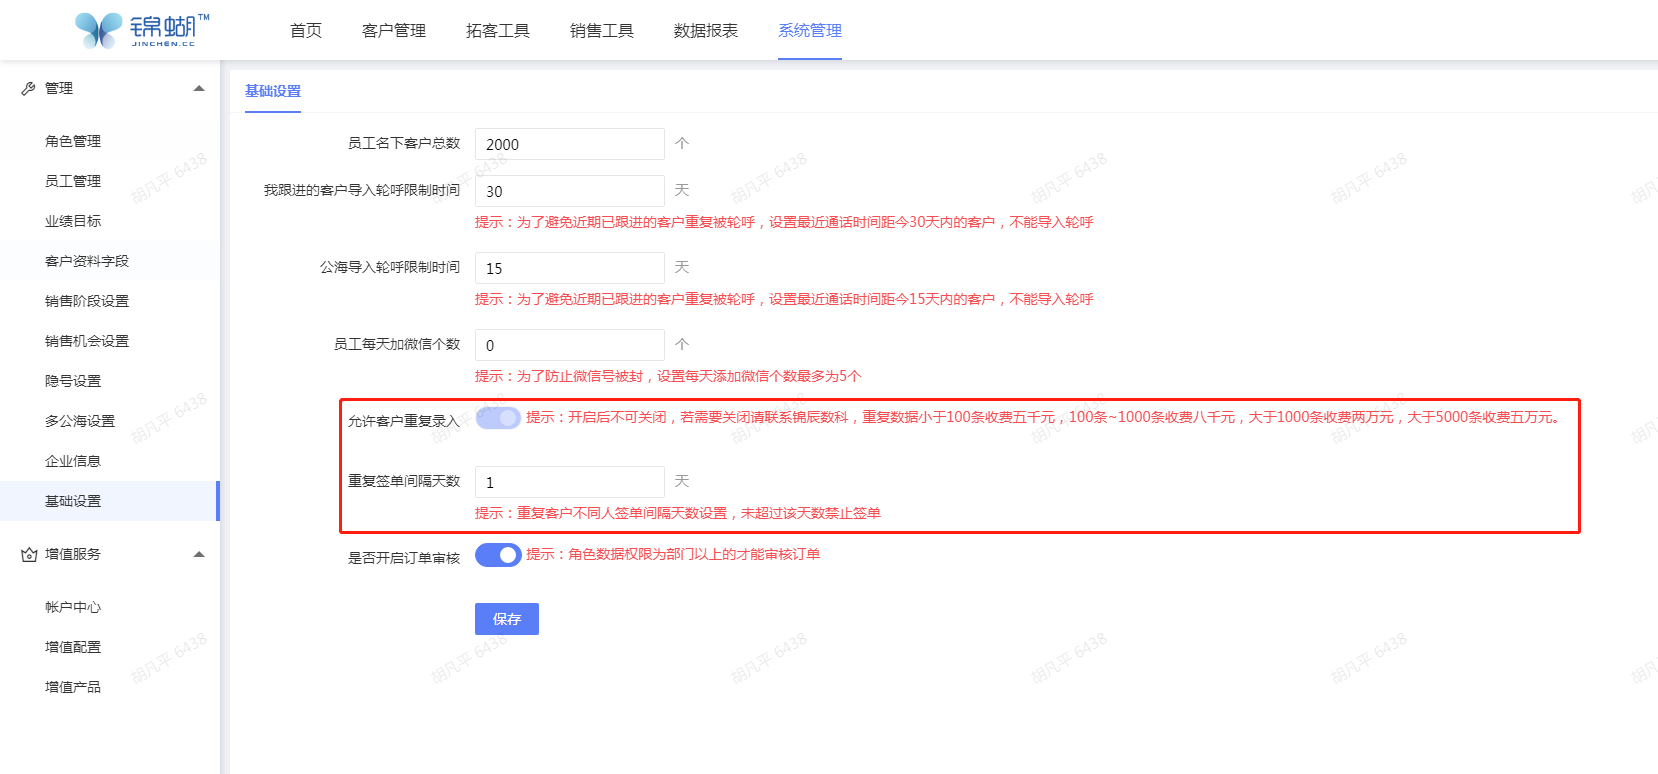 锦蝴™
JINCHEN.CC
首页 客户管理 拓客工具 销售工具 数据报表 系统管理
管理
角色管理
员工管理
业绩目标
客户资料字段
销售阶段设置
销售机会设置
隐号设置
多公海设置
企业信息
基础设置
增值服务
帐户中心
增值配置
增值产品
基础设置
员工名下客户总数 2000 个
我跟进的客户导入轮呼限制时间 30 天
提示：为了避免近期已跟进的客户重复被轮呼，设置最近通话时间距今30天内的客户，不能导入轮呼
公海导入轮呼限制时间 15 天
提示：为了避免近期已跟进的客户重复被轮呼，设置最近通话时间距今15天内的客户，不能导入轮呼
员工每天加微信个数 0 个
提示：为了防止微信号被封，设置每天添加微信个数最多为5个
允许客户重复录入 提示：开启后不可关闭，若需要关闭请联系锦辰数科，重复数据小于100条收费五千元，100条~1000条收费八千元，大于1000条收费两万元，大于5000条收费五万元。
重复签单间隔天数 1 天
提示：重复客户不同人签单间隔天数设置，未超过该天数禁止签单
是否开启订单审核 提示：角色数据权限为部门以上的才能审核订单
保存
胡凡平 6438